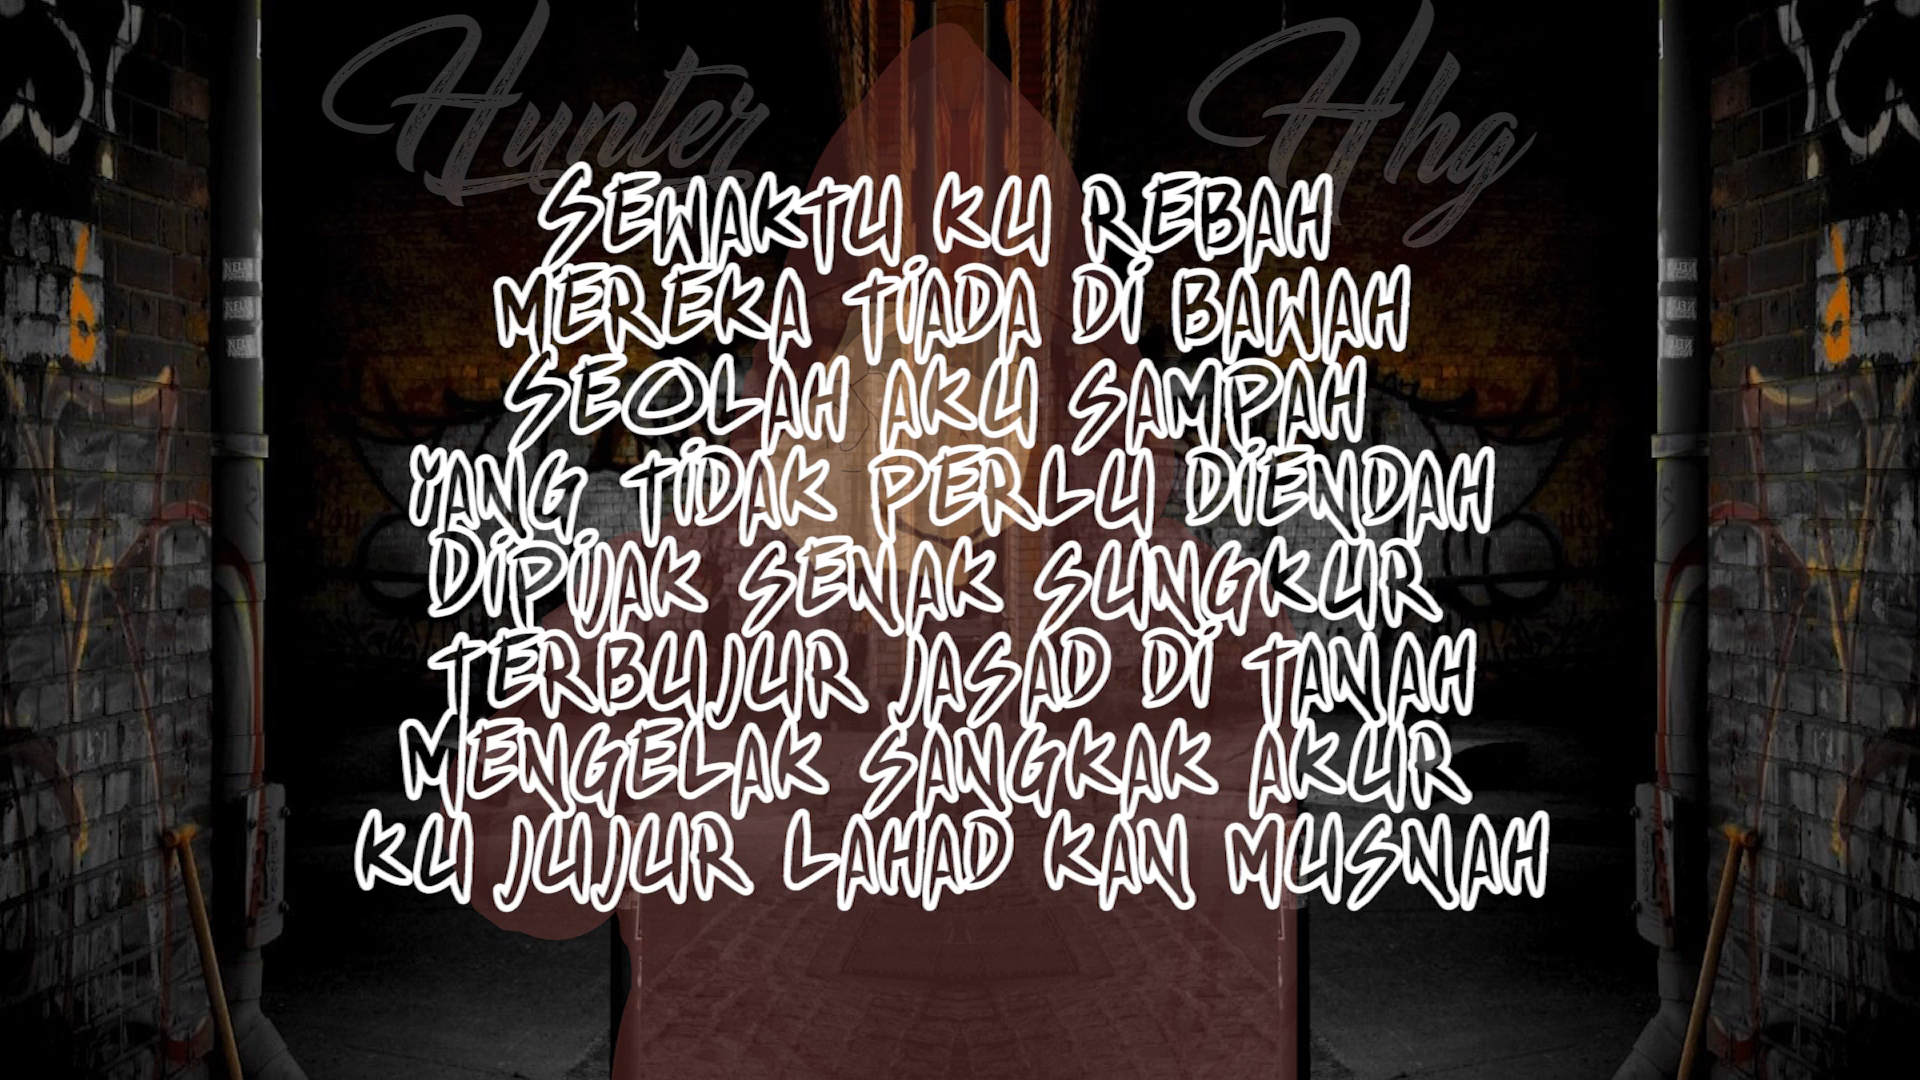 Hunter Hhg
SEWAKTU KU REBAH
MEREKA TIADA DI BAWAH
SEOLAH AKU SAMPAH
YANG TIDAK PERLU DIENDAH
DIPIJAK SENAK SUNGKUR
TERBUJUR JASAD DI TANAH
MENGELAK SANGKAK AKUR
KU JUJUR LAHAD KAN MUSNAH